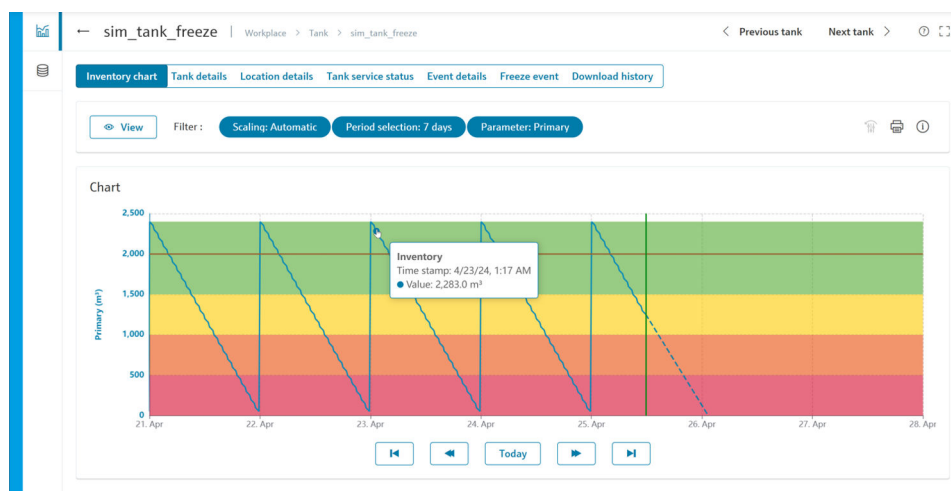 ← sim_tank_freeze | Workplace > Tank > sim_tank_freeze < Previous tank Next tank >
Inventory chart Tank details Location details Tank service status Event details Freeze event Download history
View Filter : Scaling: Automatic Period selection: 7 days Parameter: Primary
Chart
2,500
2,000
1,500
1,000
500
0
Primary (m³)
Inventory
Time stamp: 4/23/24, 1:17 AM
Value: 2,283.0 m³
21. Apr 22. Apr 23. Apr 24. Apr 25. Apr 26. Apr 27. Apr 28. Apr
Today